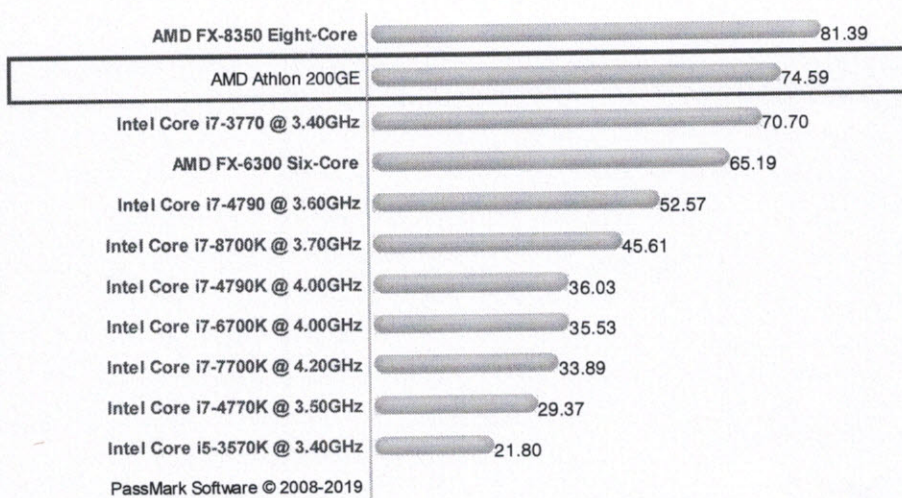 AMD FX-8350 Eight-Core 81.39
AMD Athlon 200GE 74.59
Intel Core i7-3770 @ 3.40GHz 70.70
AMD FX-6300 Six-Core 65.19
Intel Core i7-4790 @ 3.60GHz 52.57
Intel Core i7-8700K @ 3.70GHz 45.61
Intel Core i7-4790K @ 4.00GHz 36.03
Intel Core i7-6700K @ 4.00GHz 35.53
Intel Core i7-7700K @ 4.20GHz 33.89
Intel Core i7-4770K @ 3.50GHz 29.37
Intel Core i5-3570K @ 3.40GHz 21.80
PassMark Software © 2008-2019